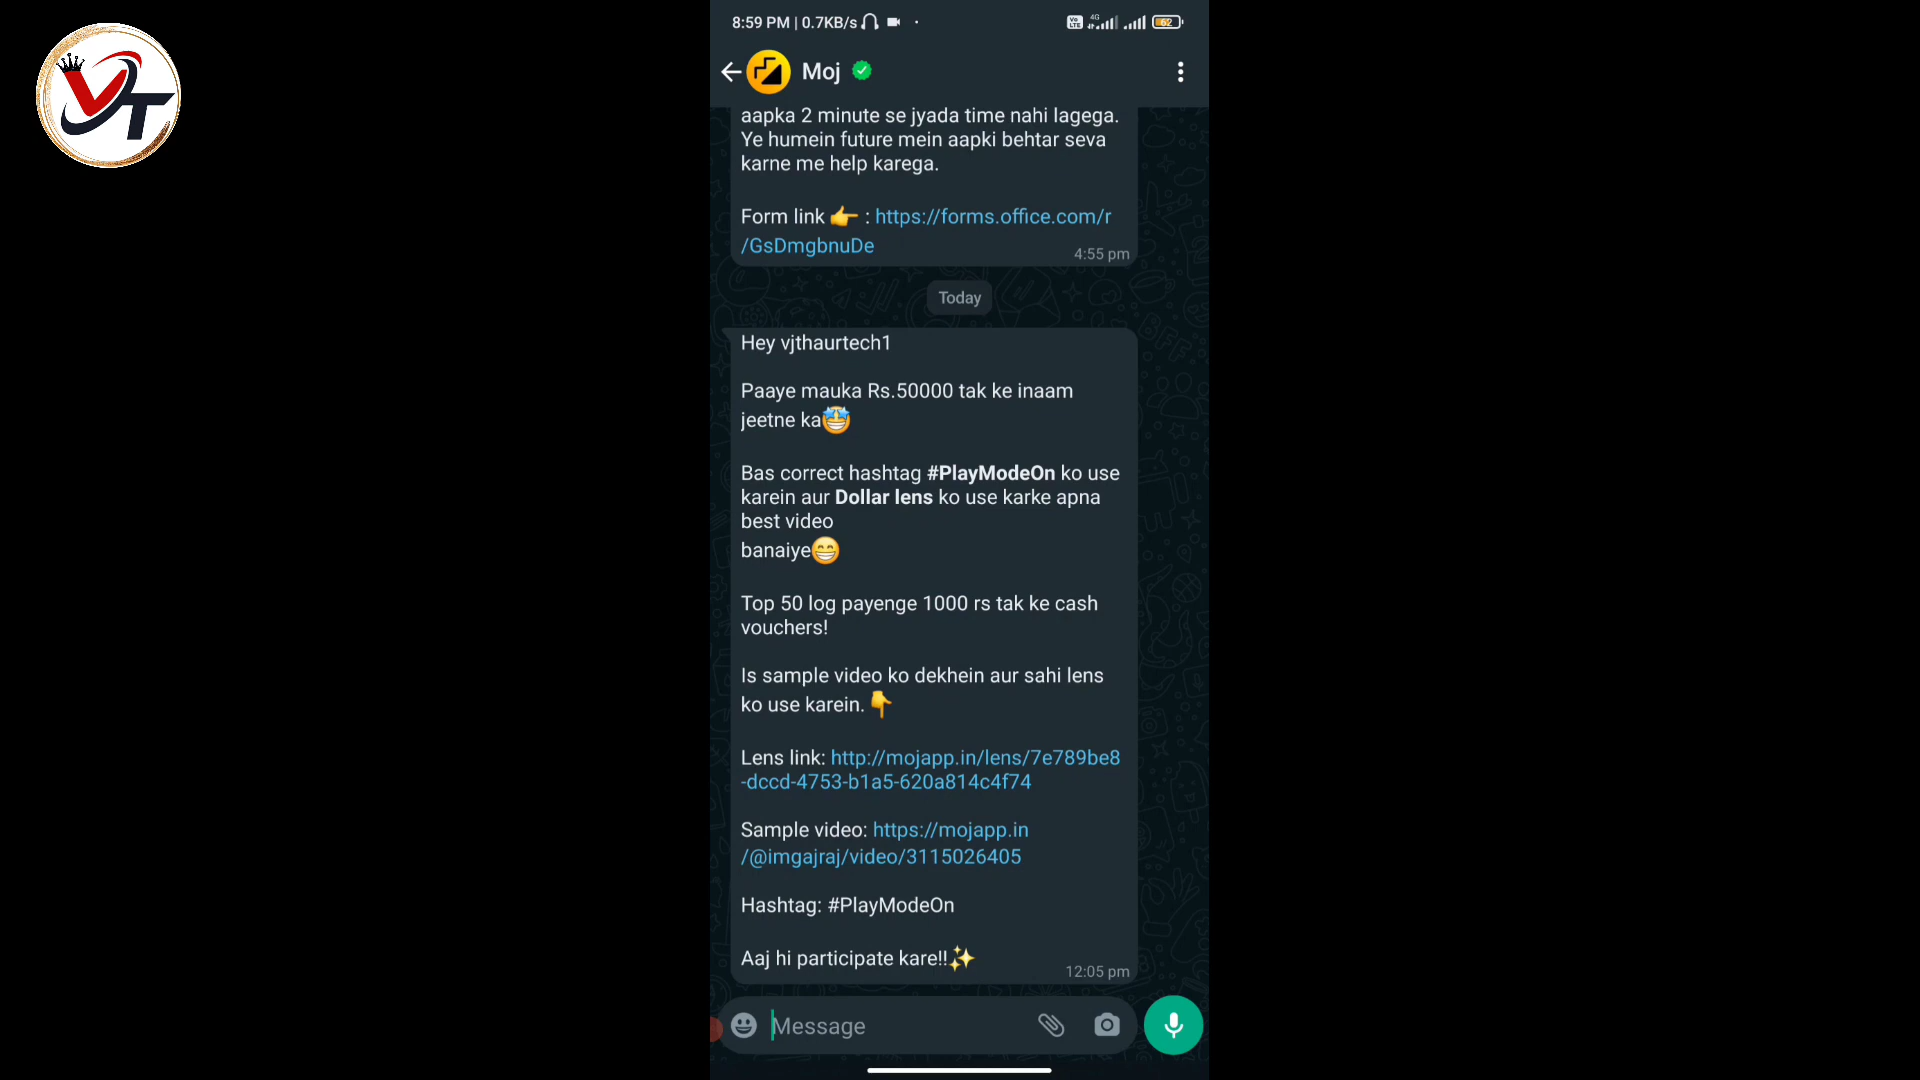 VT
8:59 PM | 0.7KB/s
Vo LTE 4G 62
Moj
aapka 2 minute se jyada time nahi lagega.
Ye humein future mein aapki behtar seva
karne me help karega.
Form link 👉 : https://forms.office.com/r
/GsDmgbnuDe
4:55 pm
Today
Hey vjthaurtech1
Paaye mauka Rs.50000 tak ke inaam
jeetne ka🤩
Bas correct hashtag #PlayModeOn ko use
karein aur Dollar lens ko use karke apna
best video
banaiye😁
Top 50 log payenge 1000 rs tak ke cash
vouchers!
Is sample video ko dekhein aur sahi lens
ko use karein.👇
Lens link: http://mojapp.in/lens/7e789be8
-dccd-4753-b1a5-620a814c4f74
Sample video: https://mojapp.in
/@imgajraj/video/3115026405
Hashtag: #PlayModeOn
Aaj hi participate kare!!✨
12:05 pm
Message